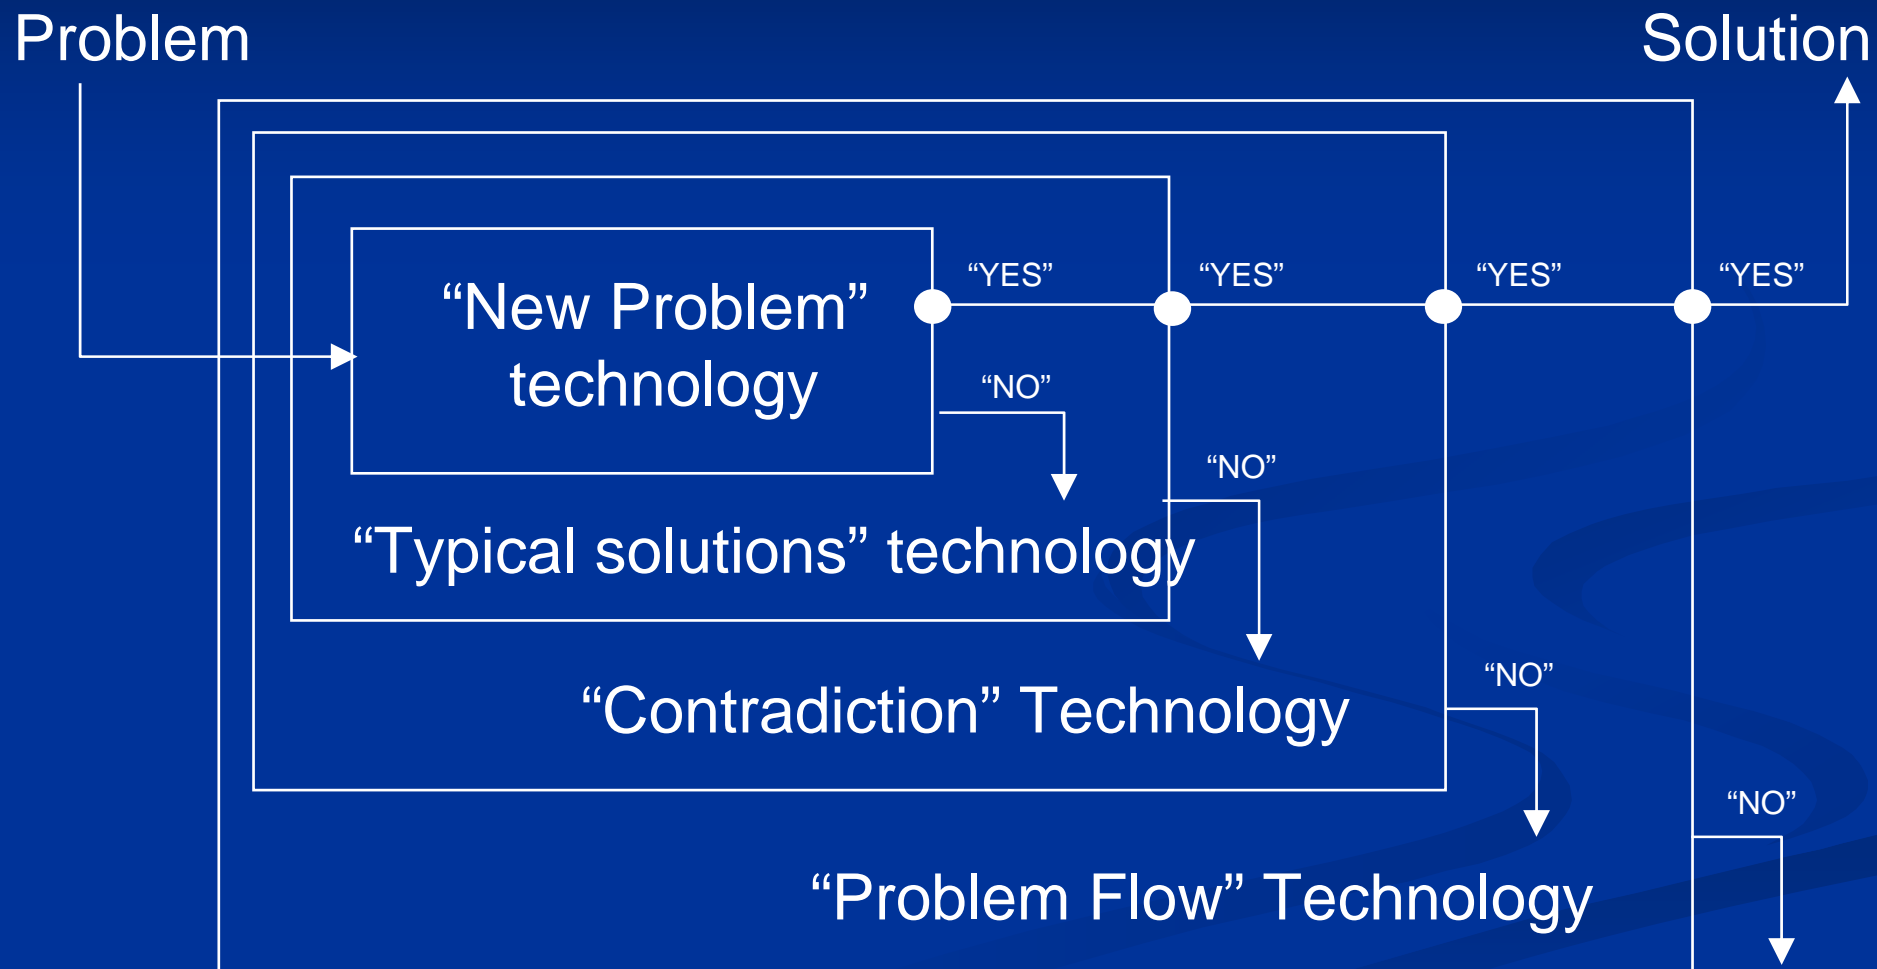 Problem
Solution
“New Problem”
technology
“YES”
“YES”
“YES”
“YES”
“NO”
“NO”
“Typical solutions” technology
“NO”
“Contradiction” Technology
“NO”
“Problem Flow” Technology